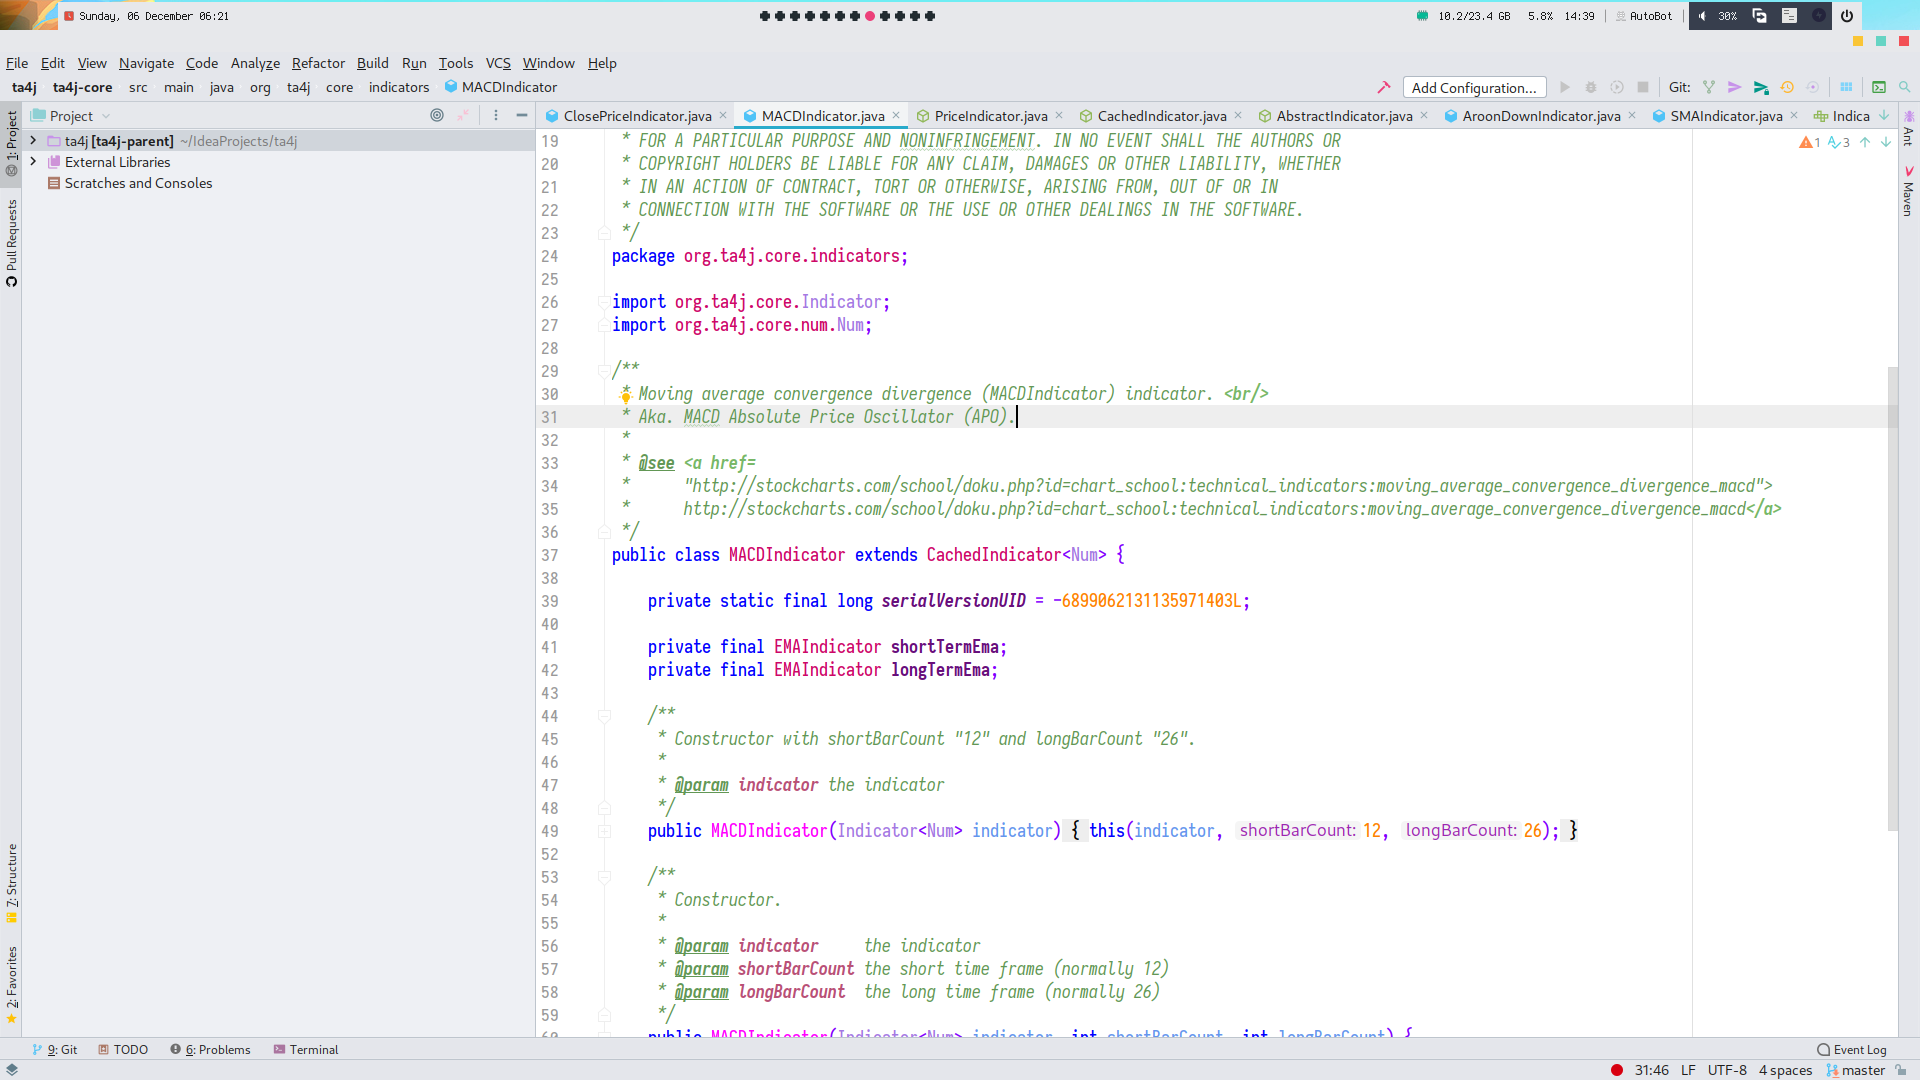 Sunday, 06 December 06:21
10.2/23.4 GB 5.8% 14:39 AutoBot 30%
File Edit View Navigate Code Analyze Refactor Build Run Tools VCS Window Help
ta4j ta4j-core src main java org ta4j core indicators MACDIndicator
Add Configuration... Git:
Project
ClosePriceIndicator.java MACDIndicator.java PriceIndicator.java CachedIndicator.java AbstractIndicator.java AroonDownIndicator.java SMAIndicator.java Indica
1: Project
Pull Requests
7: Structure
2: Favorites
Ant
Maven
ta4j [ta4j-parent] ~/IdeaProjects/ta4j
External Libraries
Scratches and Consoles
1 3
19 * FOR A PARTICULAR PURPOSE AND NONINFRINGEMENT. IN NO EVENT SHALL THE AUTHORS OR
20 * COPYRIGHT HOLDERS BE LIABLE FOR ANY CLAIM, DAMAGES OR OTHER LIABILITY, WHETHER
21 * IN AN ACTION OF CONTRACT, TORT OR OTHERWISE, ARISING FROM, OUT OF OR IN
22 * CONNECTION WITH THE SOFTWARE OR THE USE OR OTHER DEALINGS IN THE SOFTWARE.
23 */
24 package org.ta4j.core.indicators;
25
26 import org.ta4j.core.Indicator;
27 import org.ta4j.core.num.Num;
28
29 /**
30 * Moving average convergence divergence (MACDIndicator) indicator. <br/>
31 * Aka. MACD Absolute Price Oscillator (APO).
32 *
33 * @see <a href=
34 * "http://stockcharts.com/school/doku.php?id=chart_school:technical_indicators:moving_average_convergence_divergence_macd">
35 * http://stockcharts.com/school/doku.php?id=chart_school:technical_indicators:moving_average_convergence_divergence_macd</a>
36 */
37 public class MACDIndicator extends CachedIndicator<Num> {
38
39 private static final long serialVersionUID = -6899062131135971403L;
40
41 private final EMAIndicator shortTermEma;
42 private final EMAIndicator longTermEma;
43
44 /**
45 * Constructor with shortBarCount "12" and longBarCount "26".
46 *
47 * @param indicator the indicator
48 */
49 public MACDIndicator(Indicator<Num> indicator) { this(indicator, shortBarCount: 12, longBarCount: 26); }
52
53 /**
54 * Constructor.
55 *
56 * @param indicator the indicator
57 * @param shortBarCount the short time frame (normally 12)
58 * @param longBarCount the long time frame (normally 26)
59 */
60 public MACDIndicator(Indicator<Num> indicator, int shortBarCount, int longBarCount) {
9: Git TODO 6: Problems Terminal Event Log
31:46 LF UTF-8 4 spaces master